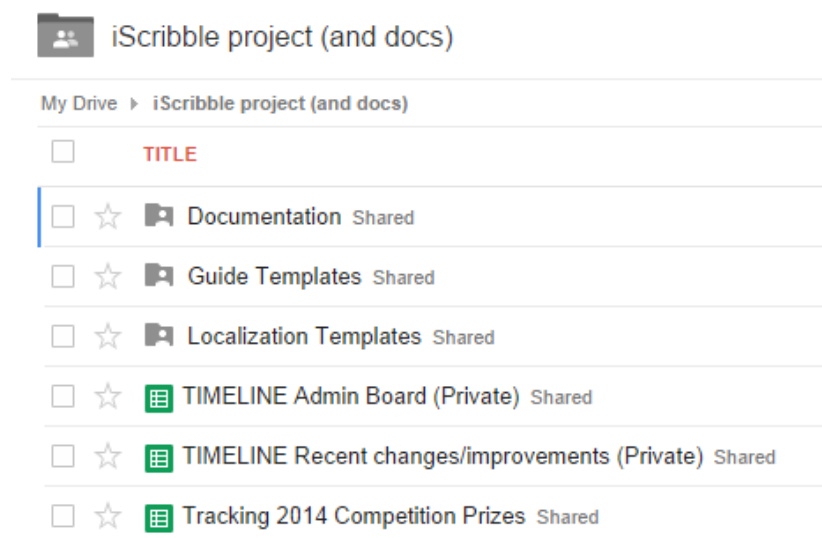 iScribble project (and docs)
My Drive iScribble project (and docs)
TITLE
Documentation Shared
Guide Templates Shared
Localization Templates Shared
TIMELINE Admin Board (Private) Shared
TIMELINE Recent changes/improvements (Private) Shared
Tracking 2014 Competition Prizes Shared